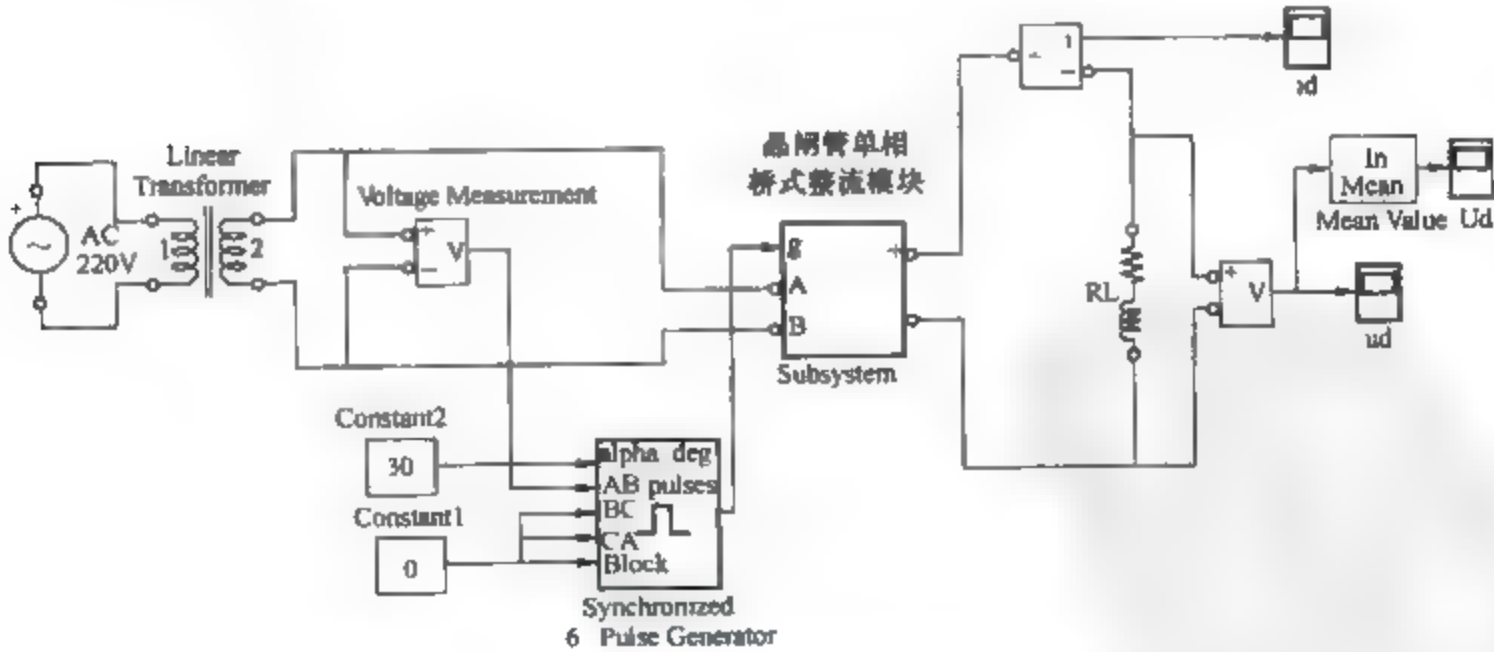 Linear
Transformer
+
AC
220V
1
2
Voltage Measurement
+
−
V
晶闸管单相
桥式整流模块
g
A
B
+
Subsystem
−
RL
+
V
In
Mean
Mean Value
Ud
ud
Constant2
30
Constant1
0
alpha deg
AB pulses
BC
CA
Block
Synchronized
6 Pulse Generator